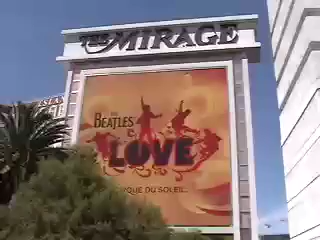 THE MIRAGE
THE
BEATLES
LOVE
CIRQUE DU SOLEIL